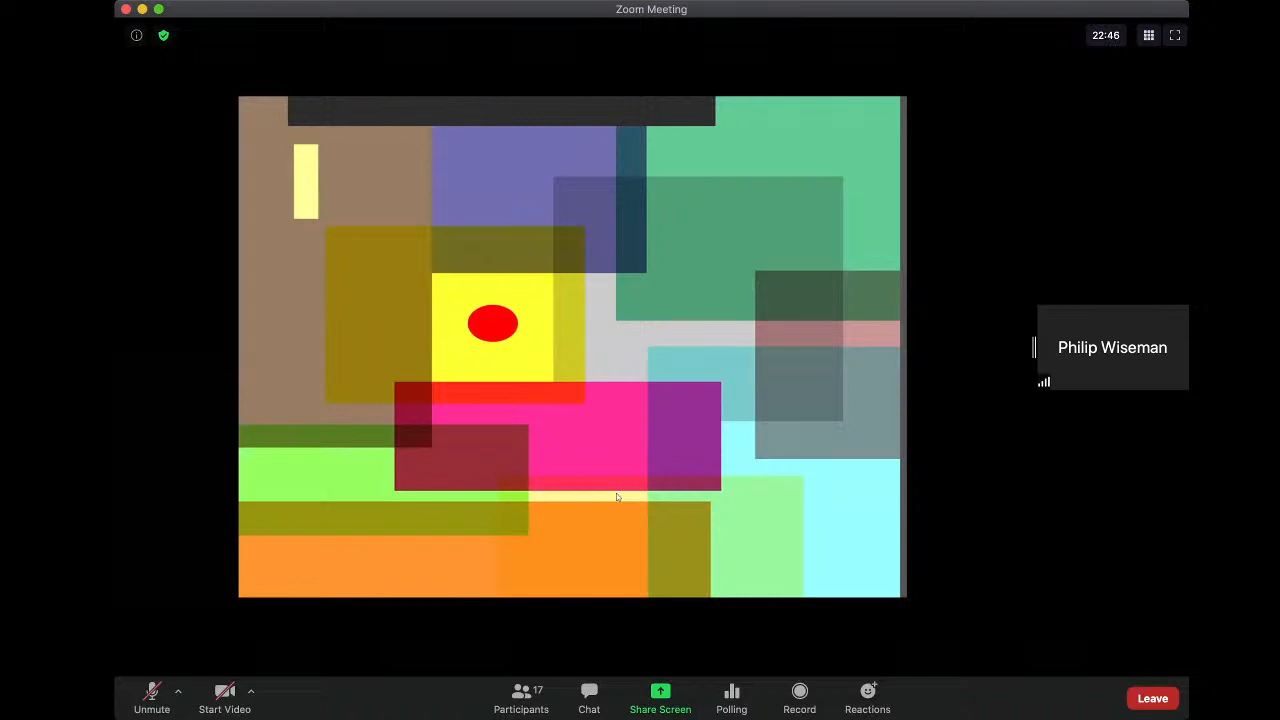 Zoom Meeting
22:46
Philip Wiseman
Unmute
Start Video
Participants
17
Chat
Share Screen
Polling
Record
Reactions
Leave